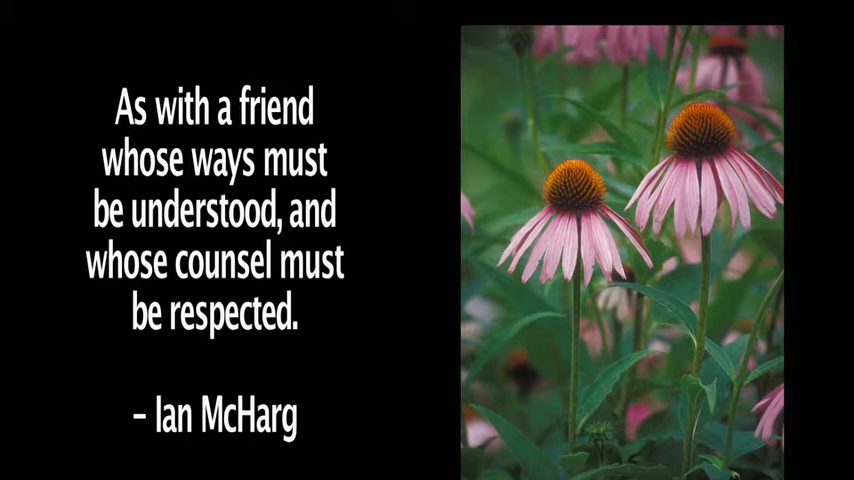 As with a friend
whose ways must
be understood, and
whose counsel must
be respected.
– Ian McHarg